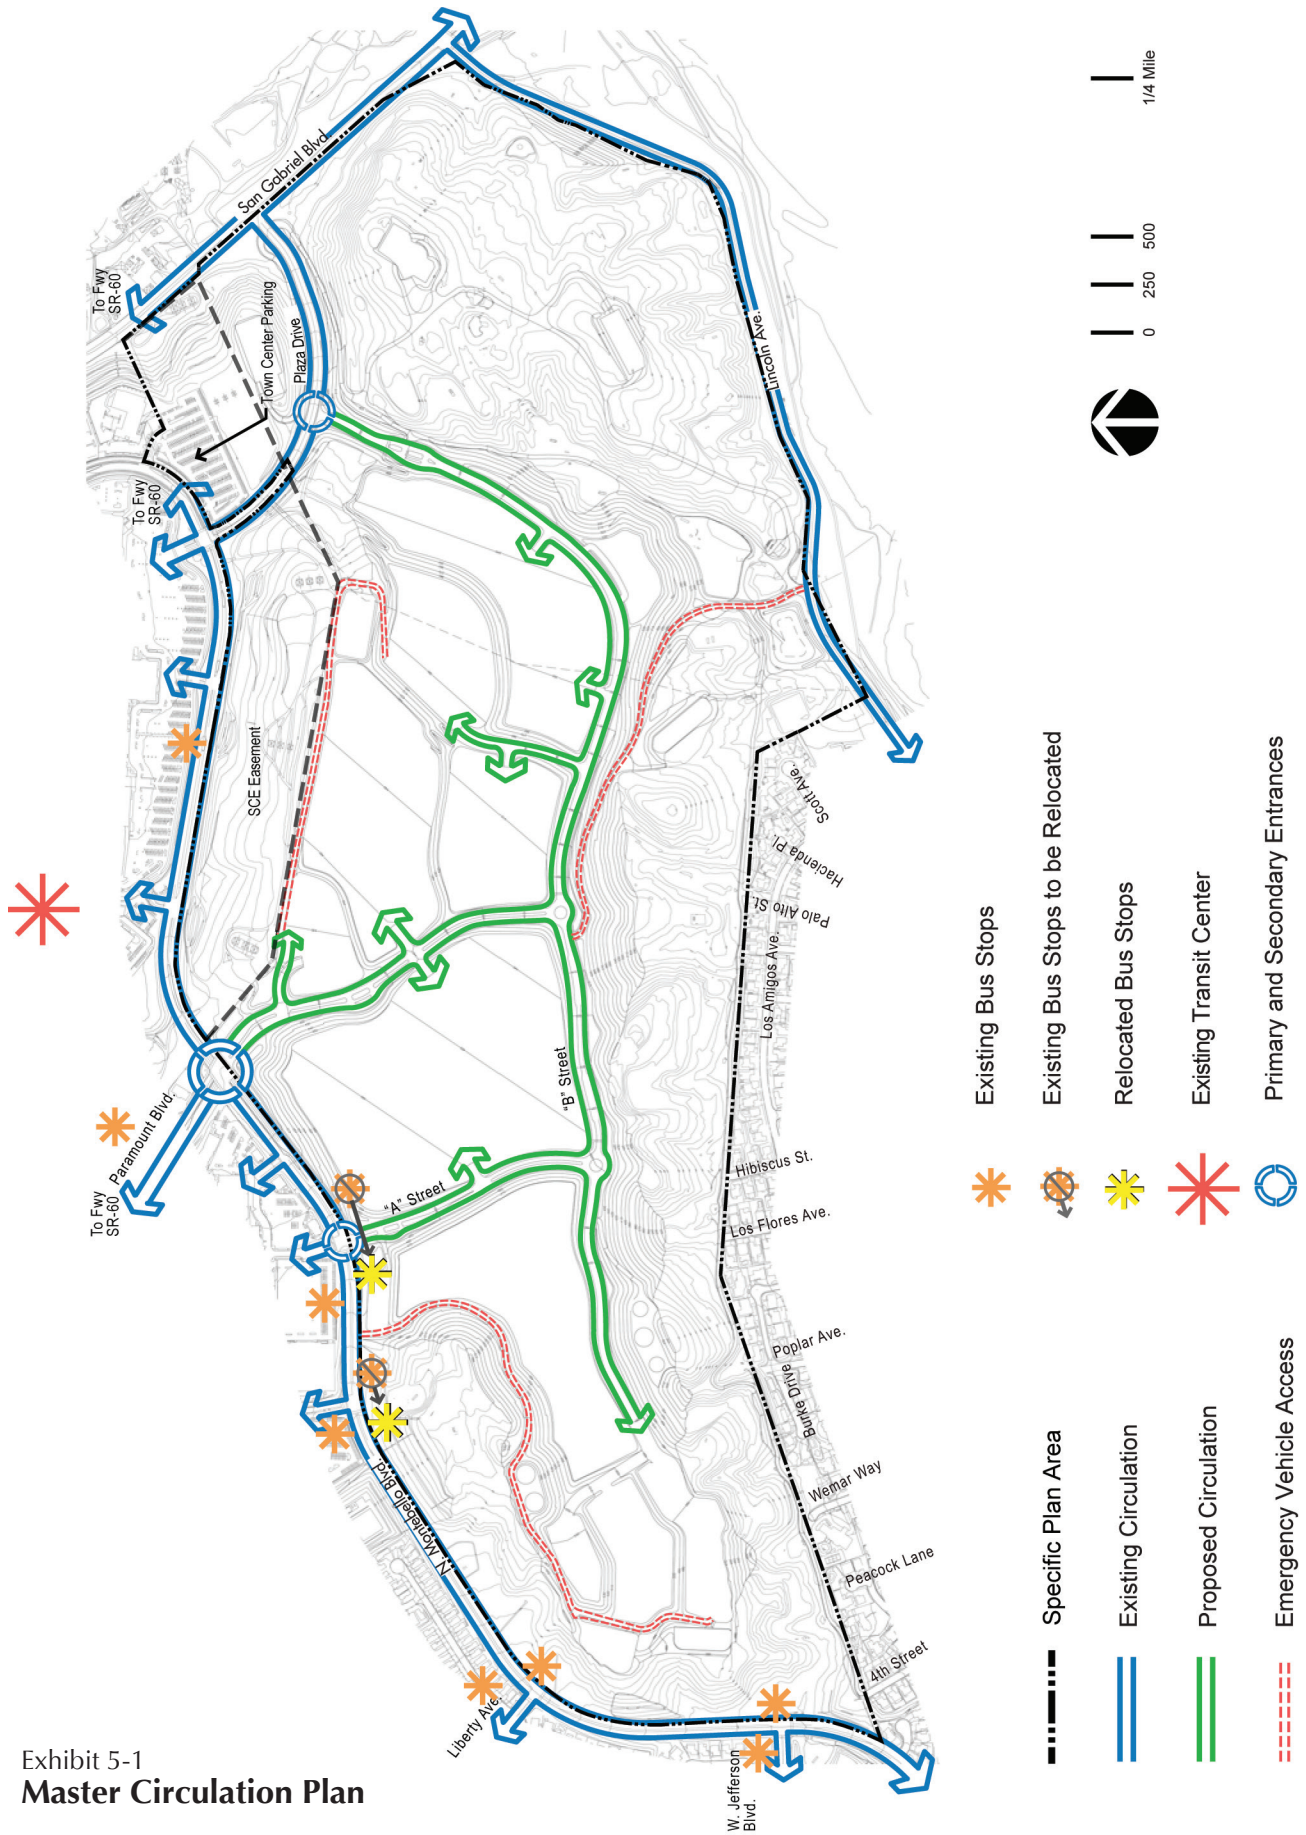 Exhibit 5-1
Master Circulation Plan
San Gabriel Blvd.
To Fwy
SR-60
Town Center Parking
Plaza Drive
To Fwy
SR-60
Lincoln Ave.
SCE Easement
To Fwy
SR-60
Paramount Blvd.
"A" Street
"B" Street
N. Montebello Blvd.
Liberty Ave.
W. Jefferson
Blvd.
Scott Ave.
Hacienda Pl.
Palo Alto St.
Los Amigos Ave.
Hibiscus St.
Los Flores Ave.
Poplar Ave.
Burke Drive
Wemar Way
Peacock Lane
4th Street
0
250
500
1/4 Mile
Specific Plan Area
Existing Circulation
Proposed Circulation
Emergency Vehicle Access
Existing Bus Stops
Existing Bus Stops to be Relocated
Relocated Bus Stops
Existing Transit Center
Primary and Secondary Entrances